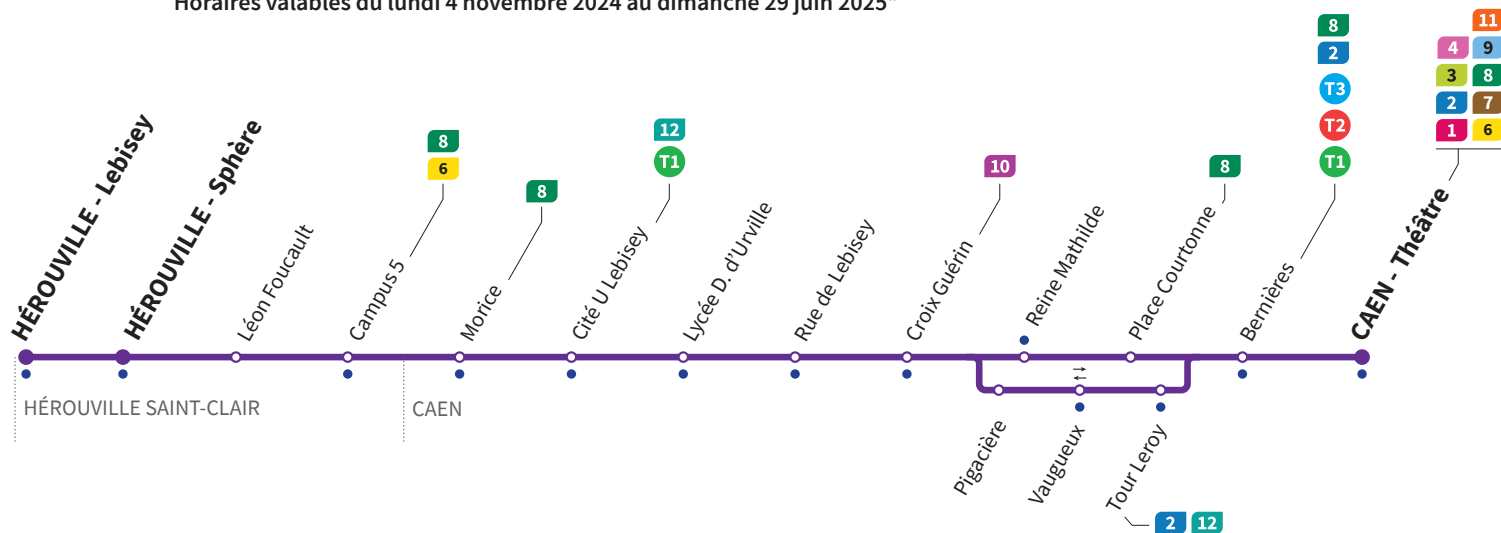 Horaires valables du lundi 4 novembre 2024 au dimanche 29 juin 2025*
HÉROUVILLE - Lebisey
HÉROUVILLE - Sphère
Léon Foucault
Campus 5
8
6
Morice
8
Cité U Lebisey
12
T1
Lycée D. d'Urville
Rue de Lebisey
Croix Guérin
10
Reine Mathilde
Place Courtonne
8
Bernières
8
2
T3
T2
T1
CAEN - Théâtre
11
4 9
3 8
2 7
1 6
HÉROUVILLE SAINT-CLAIR
CAEN
Pigacière
Vaugueux
Tour Leroy
2 12